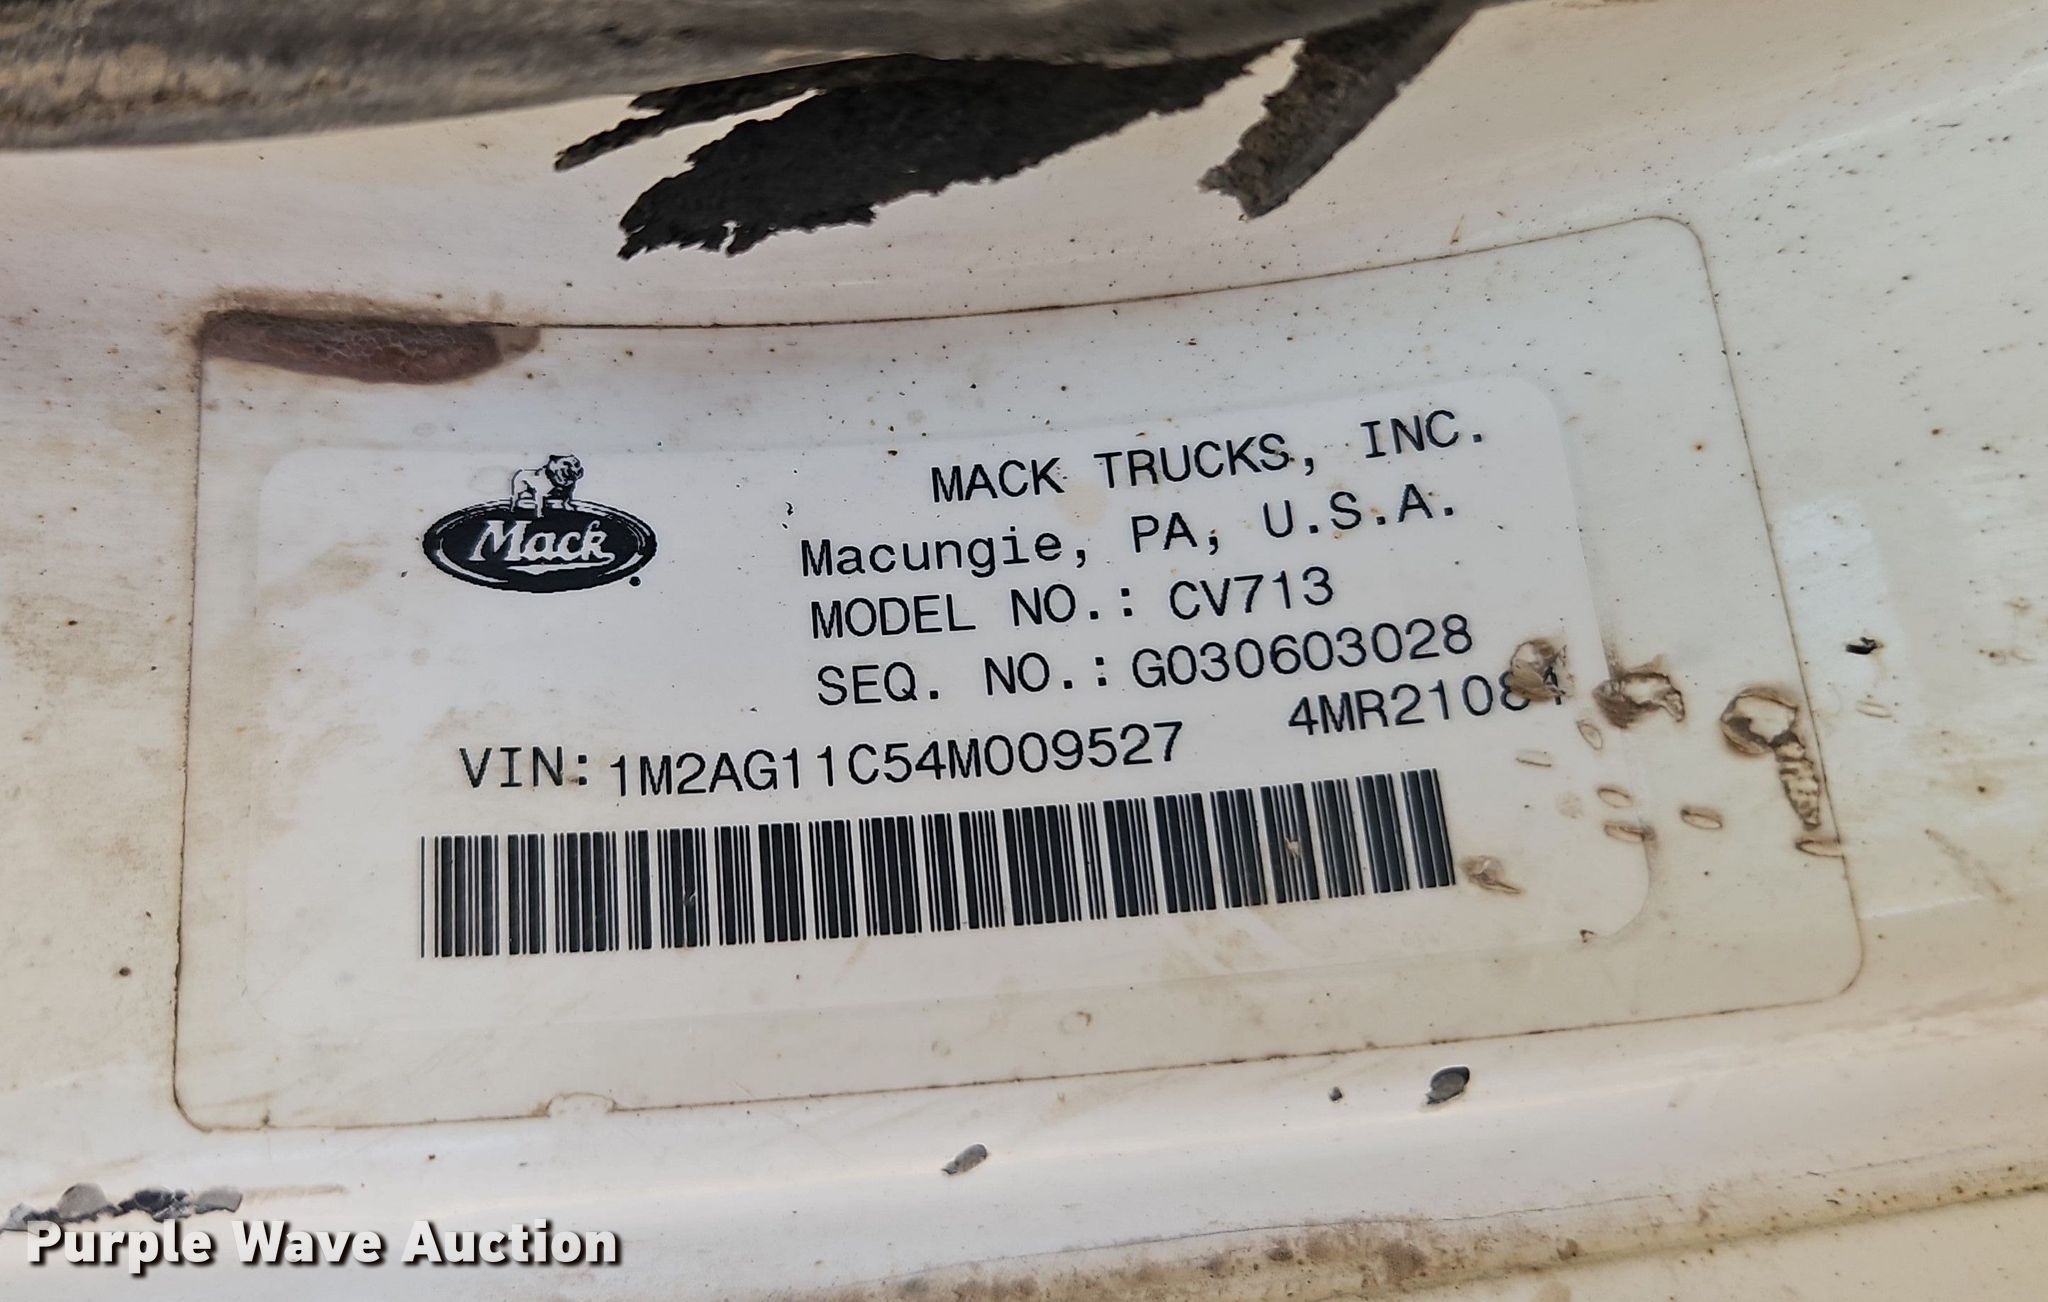 Mack
MACK TRUCKS, INC.
Macungie, PA, U.S.A.
MODEL NO.: CV713
SEQ. NO.: G030603028
VIN: 1M2AG11C54M009527
Purple Wave Auction